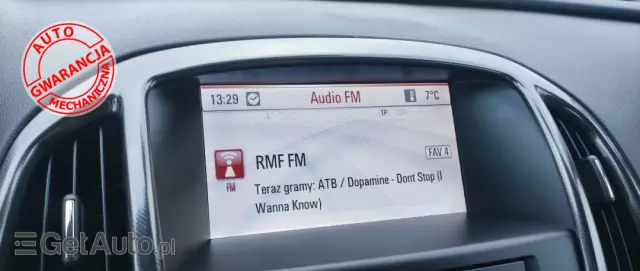 AUTO
GWARANCJA
MECHANICZNA
13:29 Audio FM 7°C
TP
RMF FM FAV 4
FM
Teraz gramy: ATB / Dopamine - Dont Stop (I
Wanna Know)
GetAuto.pl